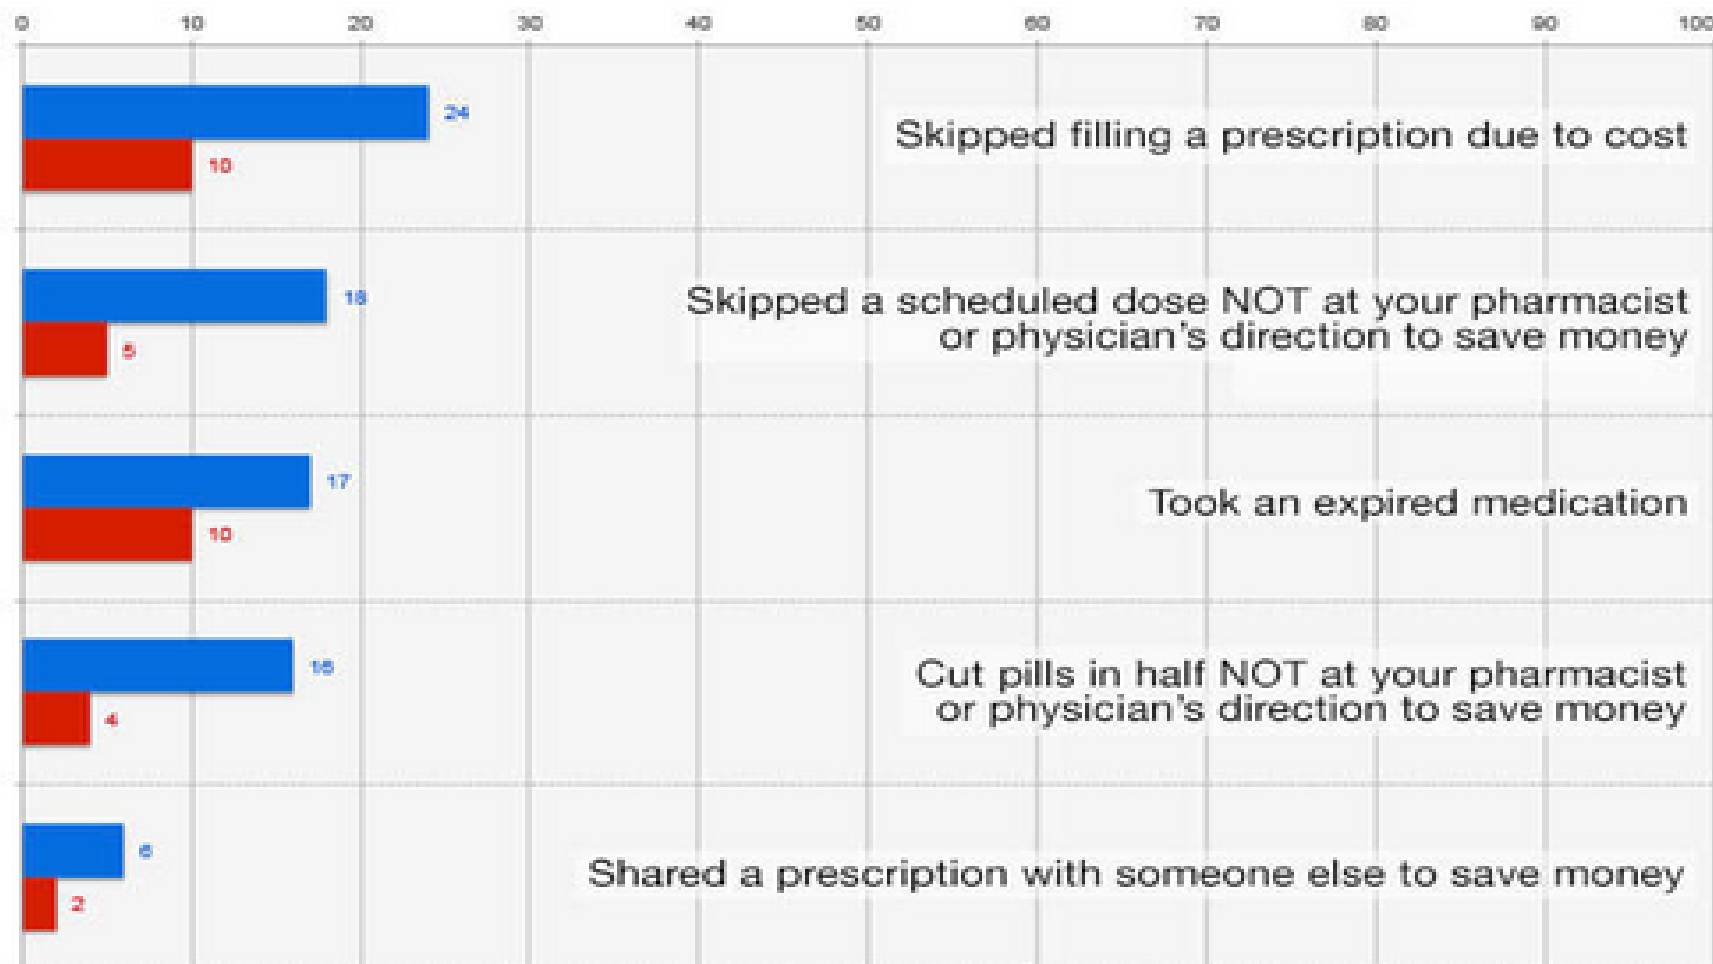 0 10 20 30 40 50 60 70 80 90 100
24
Skipped filling a prescription due to cost
10
18
Skipped a scheduled dose NOT at your pharmacist
or physician's direction to save money
5
17
Took an expired medication
10
16
Cut pills in half NOT at your pharmacist
or physician's direction to save money
4
6
Shared a prescription with someone else to save money
2